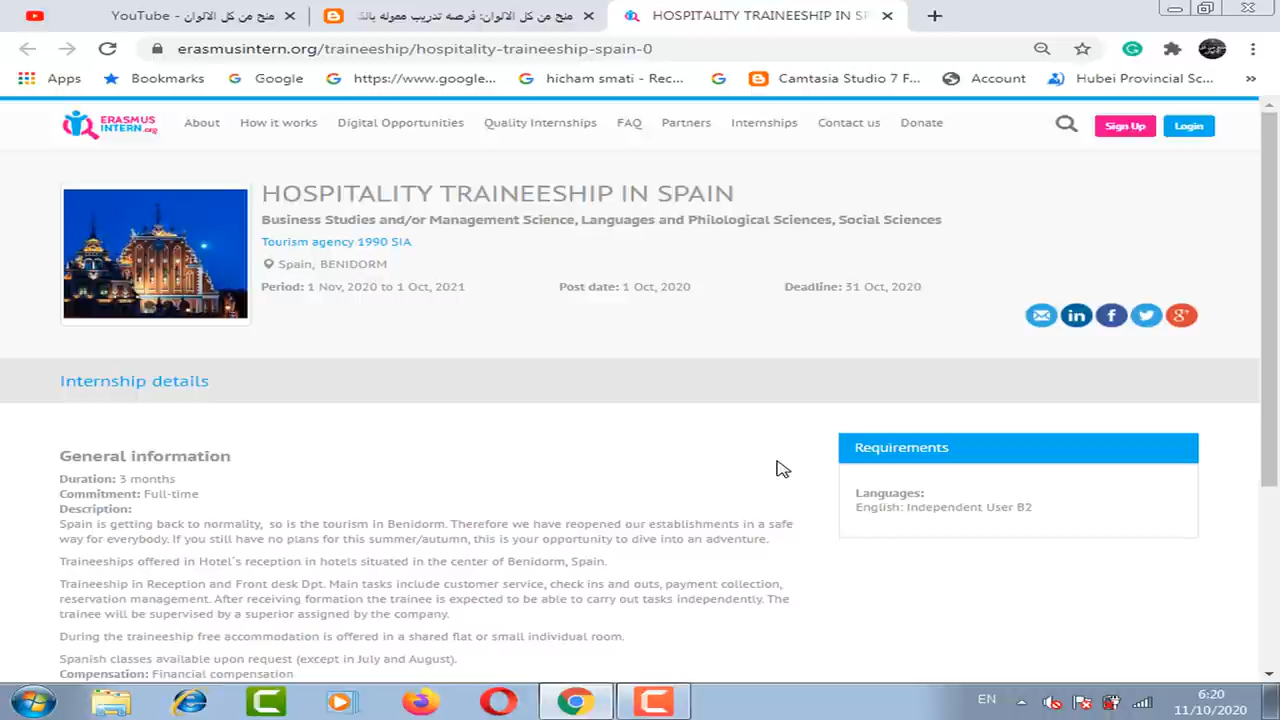 منح من كل الالوان - YouTube
منح من كل الالوان: فرصة تدريب ممولة بالك
HOSPITALITY TRAINEESHIP IN SP
erasmusintern.org/traineeship/hospitality-traineeship-spain-0
Apps
Bookmarks
Google
https://www.google...
hicham smati - Rec...
Camtasia Studio 7 F...
Account
Hubei Provincial Sc...
»
ERASMUS
INTERN.org
About
How it works
Digital Opportunities
Quality Internships
FAQ
Partners
Internships
Contact us
Donate
Sign Up
Login
HOSPITALITY TRAINEESHIP IN SPAIN
Business Studies and/or Management Science, Languages and Philological Sciences, Social Sciences
Tourism agency 1990 SIA
Spain, BENIDORM
Period: 1 Nov, 2020 to 1 Oct, 2021
Post date: 1 Oct, 2020
Deadline: 31 Oct, 2020
in
f
g+
Internship details
General information
Duration: 3 months
Commitment: Full-time
Description:
Spain is getting back to normality, so is the tourism in Benidorm. Therefore we have reopened our establishments in a safe
way for everybody. If you still have no plans for this summer/autumn, this is your opportunity to dive into an adventure.
Traineeships offered in Hotel´s reception in hotels situated in the center of Benidorm, Spain.
Traineeship in Reception and Front desk Dpt. Main tasks include customer service, check ins and outs, payment collection,
reservation management. After receiving formation the trainee is expected to be able to carry out tasks independently. The
trainee will be supervised by a superior assigned by the company.
During the traineeship free accommodation is offered in a shared flat or small individual room.
Spanish classes available upon request (except in July and August).
Compensation: Financial compensation
Requirements
Languages:
English: Independent User B2
EN
6:20
11/10/2020